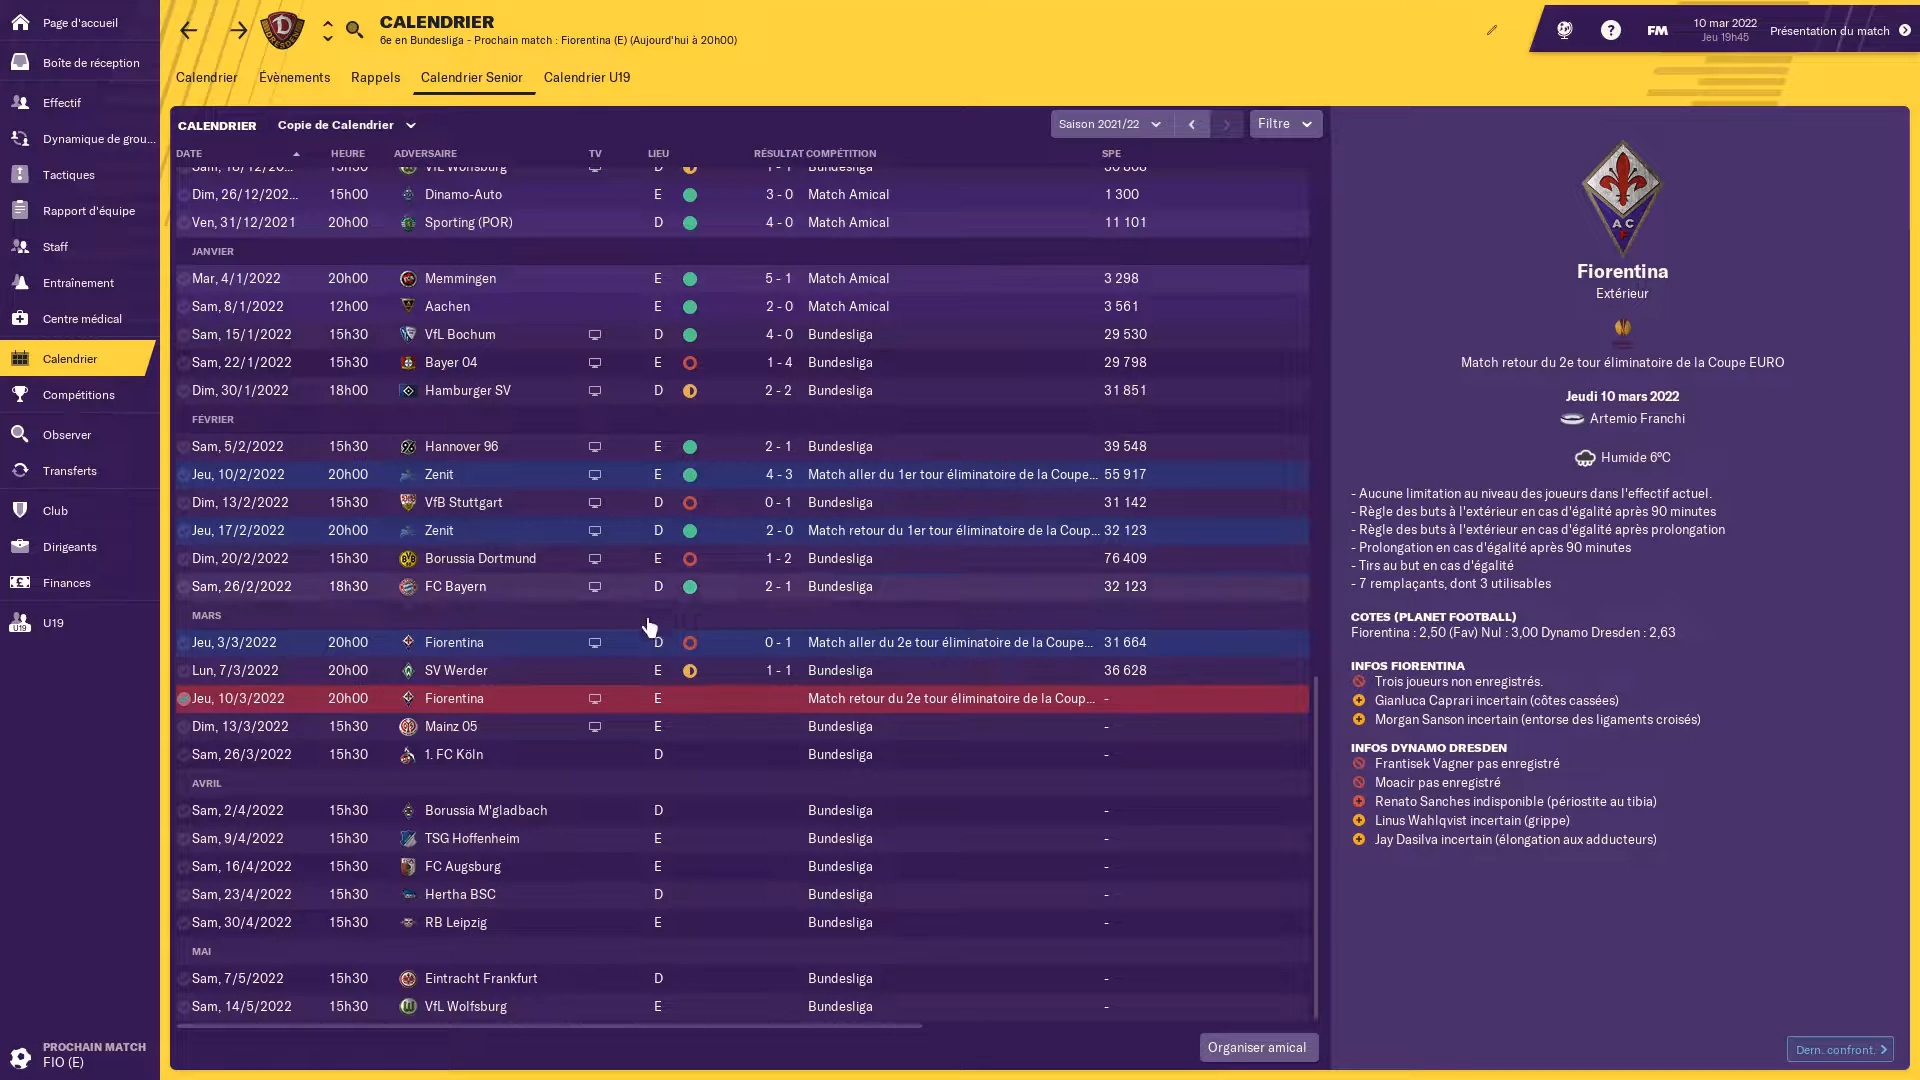 Page d'accueil
Boîte de réception
Effectif
Dynamique de grou...
Tactiques
Rapport d'équipe
Staff
Entraînement
Centre médical
Calendrier
Compétitions
Observer
Transferts
Club
Dirigeants
Finances
U19
PROCHAIN MATCH
FIO (E)
CALENDRIER
6e en Bundesliga - Prochain match : Fiorentina (E) (Aujourd'hui à 20h00)
FM
10 mar 2022
Jeu 19h45
Présentation du match
Calendrier Évènements Rappels Calendrier Senior Calendrier U19
CALENDRIER Copie de Calendrier Saison 2021/22 Filtre
DATE HEURE ADVERSAIRE TV LIEU RÉSULTAT COMPÉTITION SPE
Sam, 18/12/20... 15h30 VfL Wolfsburg D 1 - 1 Bundesliga 30 808
Dim, 26/12/202... 15h00 Dinamo-Auto E 3 - 0 Match Amical 1 300
Ven, 31/12/2021 20h00 Sporting (POR) D 4 - 0 Match Amical 11 101
JANVIER
Mar, 4/1/2022 20h00 Memmingen E 5 - 1 Match Amical 3 298
Sam, 8/1/2022 12h00 Aachen E 2 - 0 Match Amical 3 561
Sam, 15/1/2022 15h30 VfL Bochum D 4 - 0 Bundesliga 29 530
Sam, 22/1/2022 15h30 Bayer 04 E 1 - 4 Bundesliga 29 798
Dim, 30/1/2022 18h00 Hamburger SV D 2 - 2 Bundesliga 31 851
FÉVRIER
Sam, 5/2/2022 15h30 Hannover 96 E 2 - 1 Bundesliga 39 548
Jeu, 10/2/2022 20h00 Zenit E 4 - 3 Match aller du 1er tour éliminatoire de la Coupe... 55 917
Dim, 13/2/2022 15h30 VfB Stuttgart D 0 - 1 Bundesliga 31 142
Jeu, 17/2/2022 20h00 Zenit D 2 - 0 Match retour du 1er tour éliminatoire de la Coup... 32 123
Dim, 20/2/2022 15h30 Borussia Dortmund E 1 - 2 Bundesliga 76 409
Sam, 26/2/2022 18h30 FC Bayern D 2 - 1 Bundesliga 32 123
MARS
Jeu, 3/3/2022 20h00 Fiorentina D 0 - 1 Match aller du 2e tour éliminatoire de la Coupe... 31 664
Lun, 7/3/2022 20h00 SV Werder E 1 - 1 Bundesliga 36 628
Jeu, 10/3/2022 20h00 Fiorentina E Match retour du 2e tour éliminatoire de la Coup... -
Dim, 13/3/2022 15h30 Mainz 05 E Bundesliga -
Sam, 26/3/2022 15h30 1. FC Köln D Bundesliga -
AVRIL
Sam, 2/4/2022 15h30 Borussia M'gladbach D Bundesliga -
Sam, 9/4/2022 15h30 TSG Hoffenheim E Bundesliga -
Sam, 16/4/2022 15h30 FC Augsburg E Bundesliga -
Sam, 23/4/2022 15h30 Hertha BSC D Bundesliga -
Sam, 30/4/2022 15h30 RB Leipzig E Bundesliga -
MAI
Sam, 7/5/2022 15h30 Eintracht Frankfurt D Bundesliga -
Sam, 14/5/2022 15h30 VfL Wolfsburg E Bundesliga -
Organiser amical
AC
F
Fiorentina
Extérieur
Match retour du 2e tour éliminatoire de la Coupe EURO
Jeudi 10 mars 2022
Artemio Franchi
Humide 6ºC
- Aucune limitation au niveau des joueurs dans l'effectif actuel.
- Règle des buts à l'extérieur en cas d'égalité après 90 minutes
- Règle des buts à l'extérieur en cas d'égalité après prolongation
- Prolongation en cas d'égalité après 90 minutes
- Tirs au but en cas d'égalité
- 7 remplaçants, dont 3 utilisables
COTES (PLANET FOOTBALL)
Fiorentina : 2,50 (Fav) Nul : 3,00 Dynamo Dresden : 2,63
INFOS FIORENTINA
Trois joueurs non enregistrés.
Gianluca Caprari incertain (côtes cassées)
Morgan Sanson incertain (entorse des ligaments croisés)
INFOS DYNAMO DRESDEN
Frantisek Vagner pas enregistré
Moacir pas enregistré
Renato Sanches indisponible (périostite au tibia)
Linus Wahlqvist incertain (grippe)
Jay Dasilva incertain (élongation aux adducteurs)
Dern. confront.